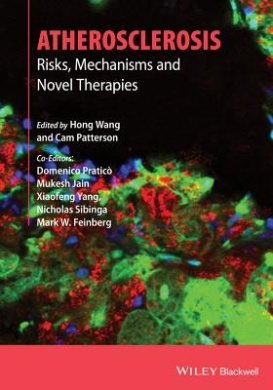 ATHEROSCLEROSIS
Risks, Mechanisms and
Novel Therapies
Edited by Hong Wang
and Cam Patterson
Co-Editors:
Domenico Praticò
Mukesh Jain
Xiaofeng Yang
Nicholas Sibinga
Mark W. Feinberg
WILEY Blackwell